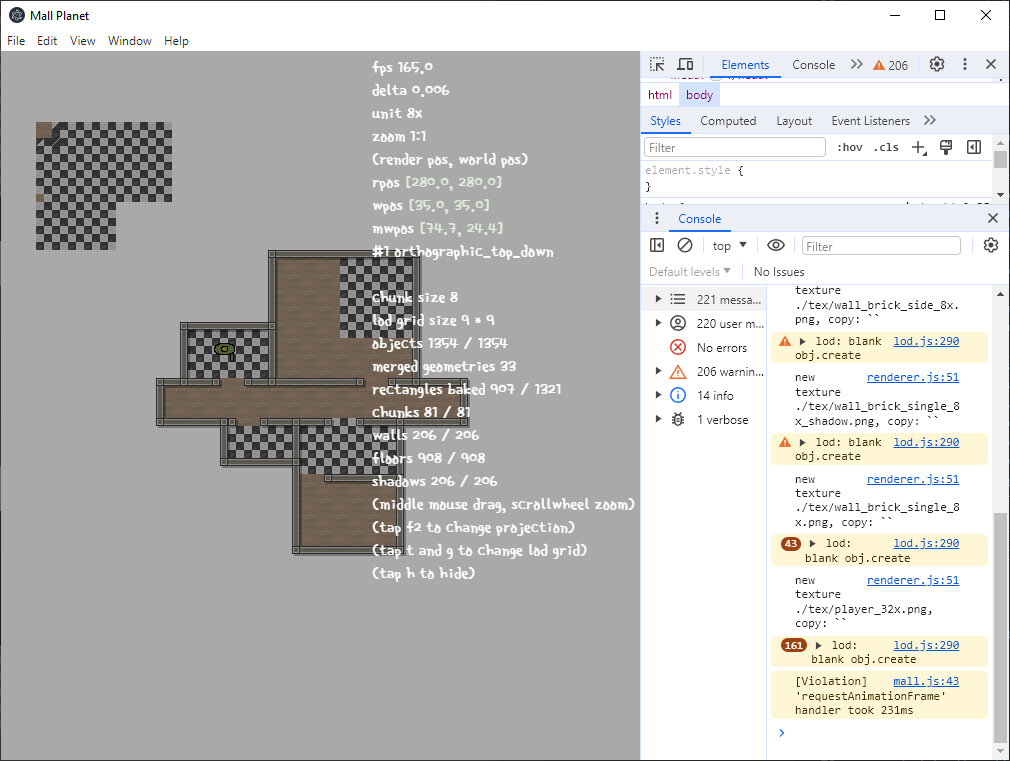 Mall Planet
File Edit View Window Help
fps 165.0
delta 0.006
unit 8x
zoom 1:1
(render pos, world pos)
rpos [280.0, 280.0]
wpos [35.0, 35.0]
mwpos [74.7, 24.4]
#1 orthographic_top_down
Chunk size 8
lod grid size 9 * 9
objects 1354 / 1354
merged geometries 33
rectangles baked 907 / 1321
Chunks 81 / 81
walls 206 / 206
floors 908 / 908
shadows 206 / 206
(middle mouse drag, scrollwheel zoom)
(tap f2 to change projection)
(tap t and g to change lod grid)
(tap h to hide)
Elements Console 206
html body
Styles Computed Layout Event Listeners
Filter :hov .cls
element.style {
}
Console
top Filter
Default levels No Issues
221 messa...
220 user m...
No errors
206 warnin...
14 info
1 verbose
texture
./tex/wall_brick_side_8x.
png, copy: ``
lod: blank lod.js:290
obj.create
new renderer.js:51
texture
./tex/wall_brick_single_8
x_shadow.png, copy: ``
lod: blank lod.js:290
obj.create
new renderer.js:51
texture
./tex/wall_brick_single_8
x.png, copy: ``
43 lod: lod.js:290
blank obj.create
new renderer.js:51
texture
./tex/player_32x.png,
copy: ``
161 lod: lod.js:290
blank obj.create
[Violation] mall.js:43
'requestAnimationFrame'
handler took 231ms